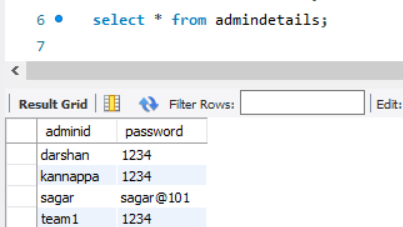 6 select * from admindetails;
7
Result Grid Filter Rows: Edit:
adminid password
darshan 1234
kannappa 1234
sagar sagar@101
team1 1234